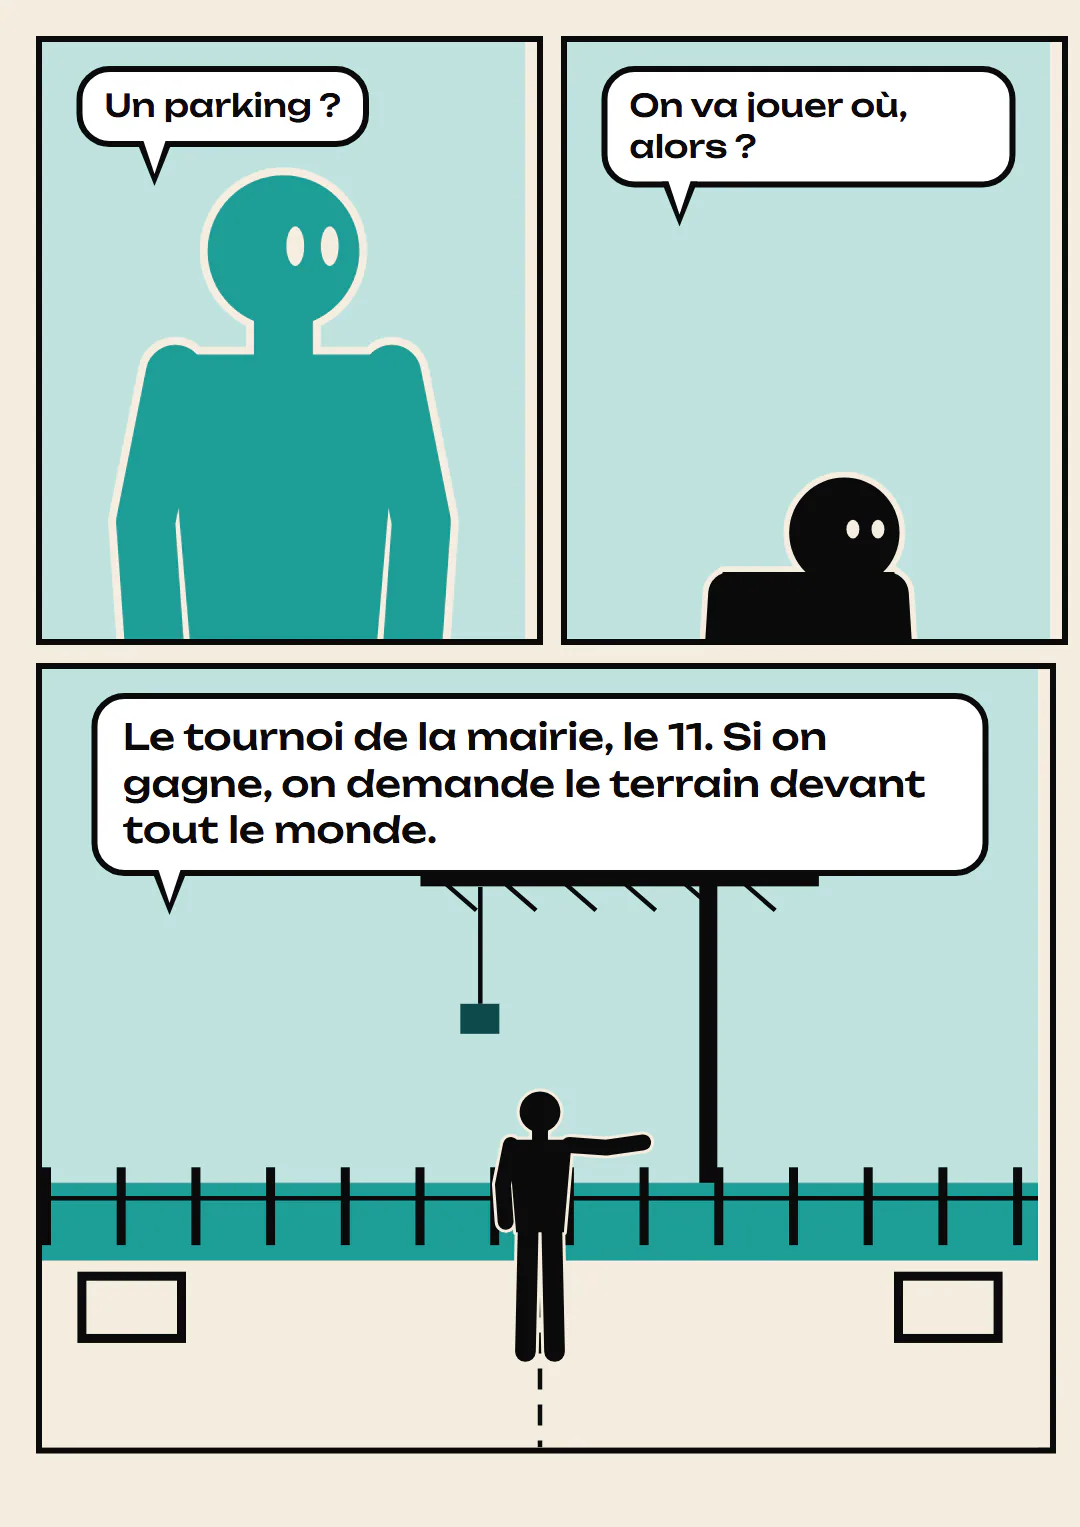 Un parking ?
On va jouer où,
alors ?
Le tournoi de la mairie, le 11. Si on
gagne, on demande le terrain devant
tout le monde.